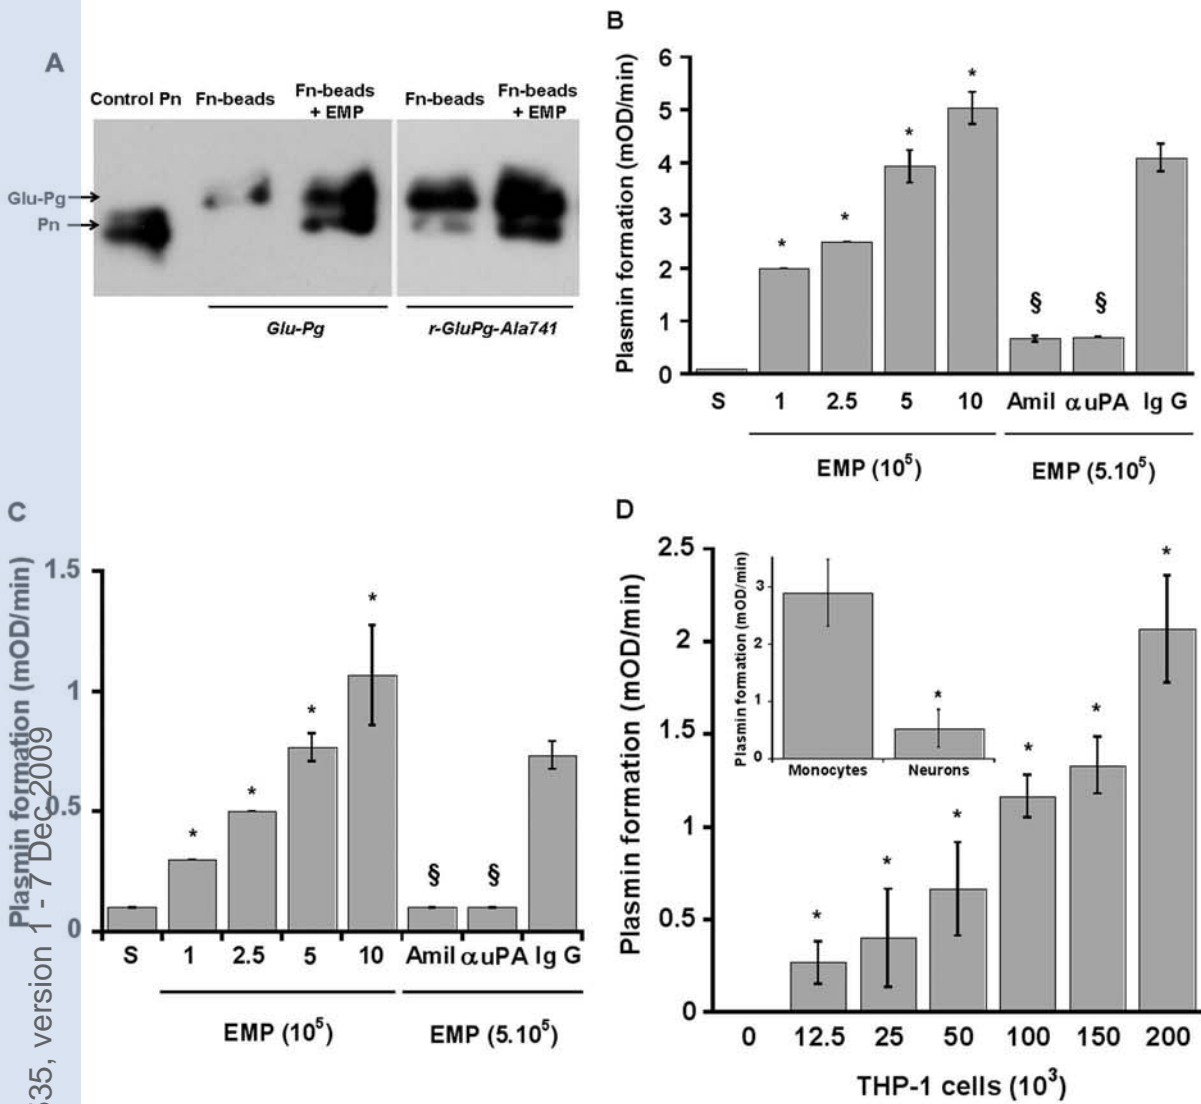 A
Control Pn Fn-beads Fn-beads + EMP Fn-beads Fn-beads + EMP
Glu-Pg
Pn
Glu-Pg
r-GluPg-Ala741
B
Plasmin formation (mOD/min)
6
5
4
3
2
1
0
* * * * § §
S 1 2.5 5 10 Amil αuPA Ig G
EMP (10⁵)
EMP (5.10⁵)
C
Plasmin formation (mOD/min)
1.5
1
0.5
0
* * * * § §
S 1 2.5 5 10 Amil αuPA Ig G
EMP (10⁵)
EMP (5.10⁵)
D
Plasmin formation (mOD/min)
2.5
2
1.5
1
0.5
0
* * * * * *
0 12.5 25 50 100 150 200
THP-1 cells (10³)
Plasmin formation (mOD/min)
3
2
1
0
*
Monocytes Neurons
335, version 1 - 7 Dec 2009